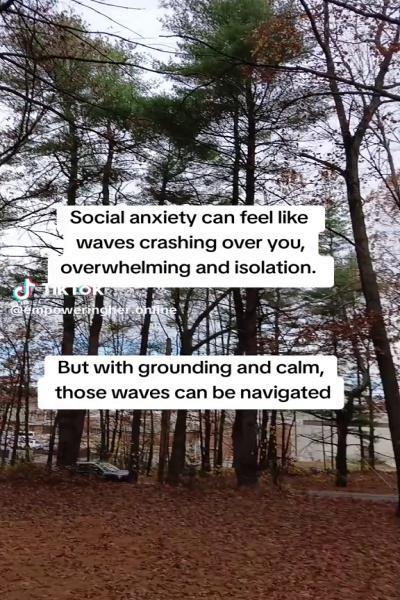 Social anxiety can feel like
waves crashing over you,
overwhelming and isolation.
TikTok
@empoweringher.online
But with grounding and calm,
those waves can be navigated